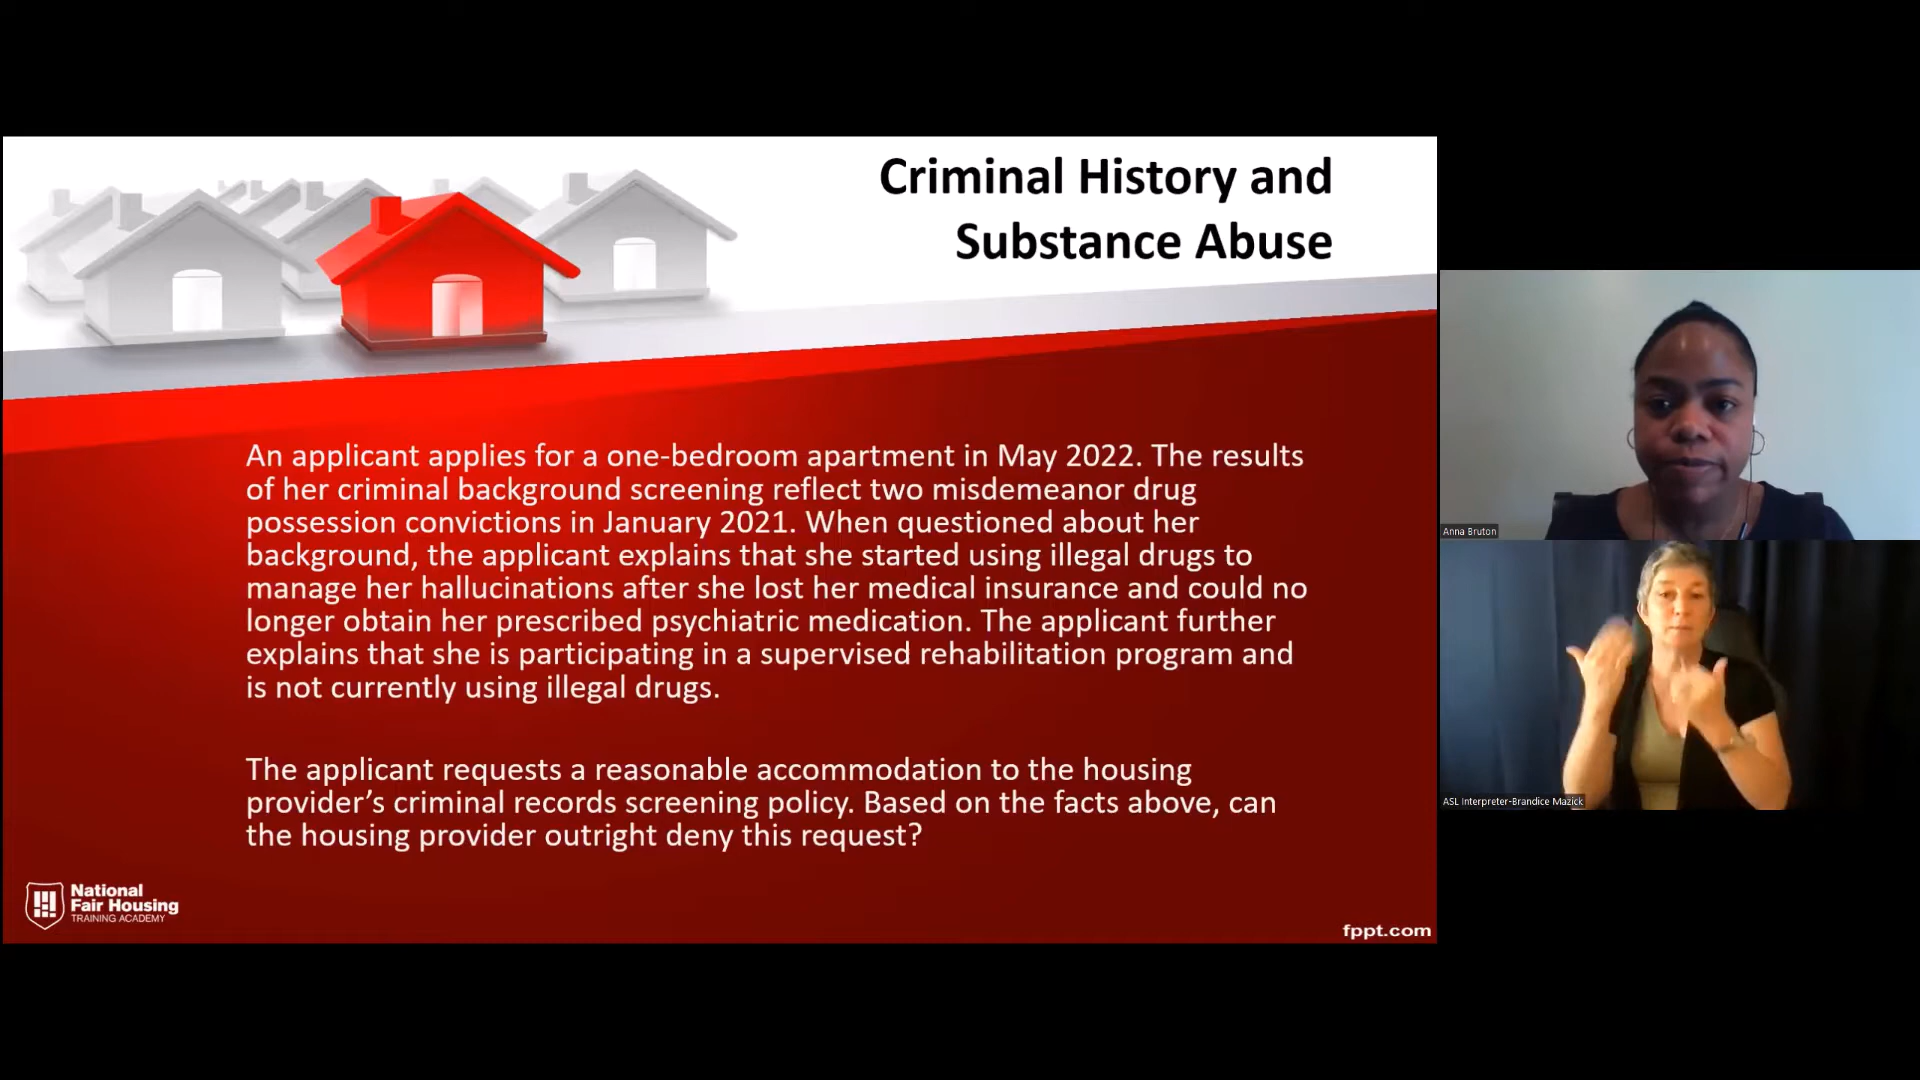 Criminal History and
Substance Abuse
An applicant applies for a one-bedroom apartment in May 2022. The results
of her criminal background screening reflect two misdemeanor drug
possession convictions in January 2021. When questioned about her
background, the applicant explains that she started using illegal drugs to
manage her hallucinations after she lost her medical insurance and could no
longer obtain her prescribed psychiatric medication. The applicant further
explains that she is participating in a supervised rehabilitation program and
is not currently using illegal drugs.
The applicant requests a reasonable accommodation to the housing
provider’s criminal records screening policy. Based on the facts above, can
the housing provider outright deny this request?
National
Fair Housing
TRAINING ACADEMY
fppt.com
Anna Bruton
ASL Interpreter-Brandice Mazick